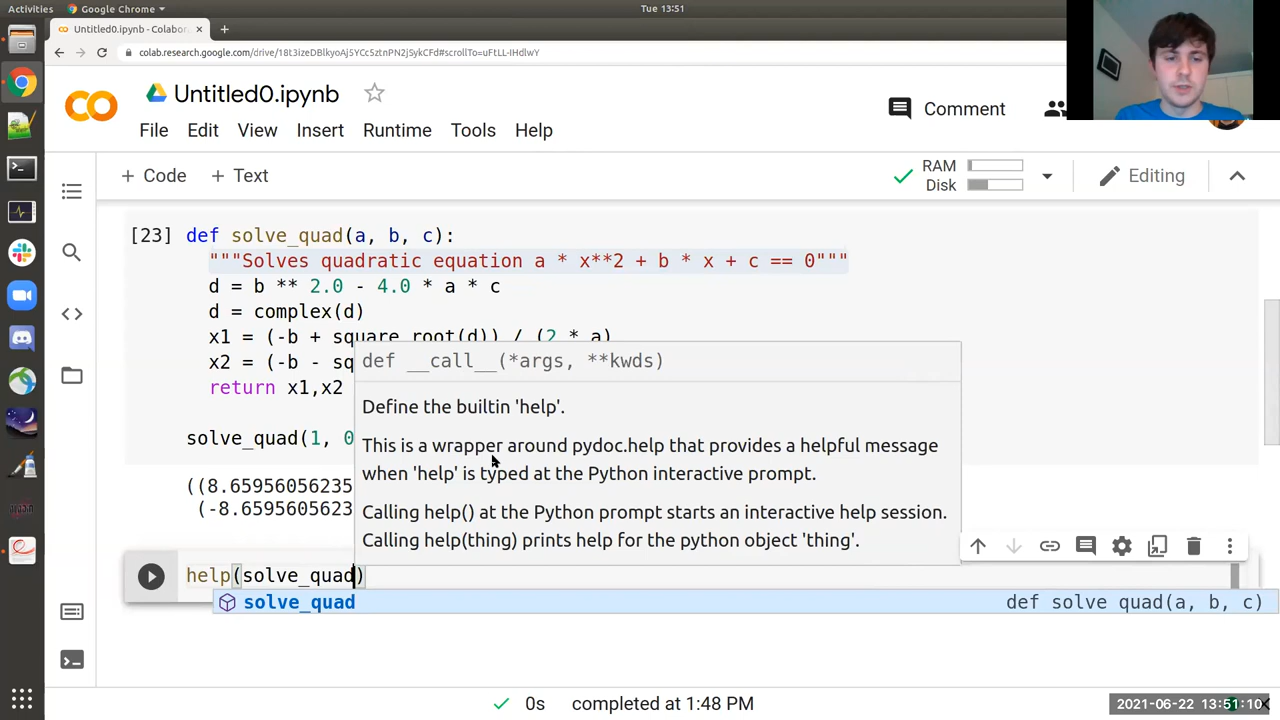 Activities
Google Chrome
Tue 13:51
Untitled0.ipynb - Colabor
colab.research.google.com/drive/18t3izeDBlkyoAj5YCc5ztnPN2jSykCFd#scrollTo=uFtLL-IHdlwY
CO
Untitled0.ipynb
Comment
File Edit View Insert Runtime Tools Help
+ Code + Text
RAM
Disk
Editing
[23] def solve_quad(a, b, c):
"""Solves quadratic equation a * x**2 + b * x + c == 0"""
d = b ** 2.0 - 4.0 * a * c
d = complex(d)
x1 = (-b + square_root(d)) / (2 * a)
x2 = (-b - sq
return x1,x2
solve_quad(1, 0
((8.65956056235
(-8.6595605623
def __call__(*args, **kwds)
Define the builtin 'help'.
This is a wrapper around pydoc.help that provides a helpful message
when 'help' is typed at the Python interactive prompt.
Calling help() at the Python prompt starts an interactive help session.
Calling help(thing) prints help for the python object 'thing'.
help(solve_quad)
solve_quad
def solve_quad(a, b, c)
0s completed at 1:48 PM
2021-06-22 13:51:10